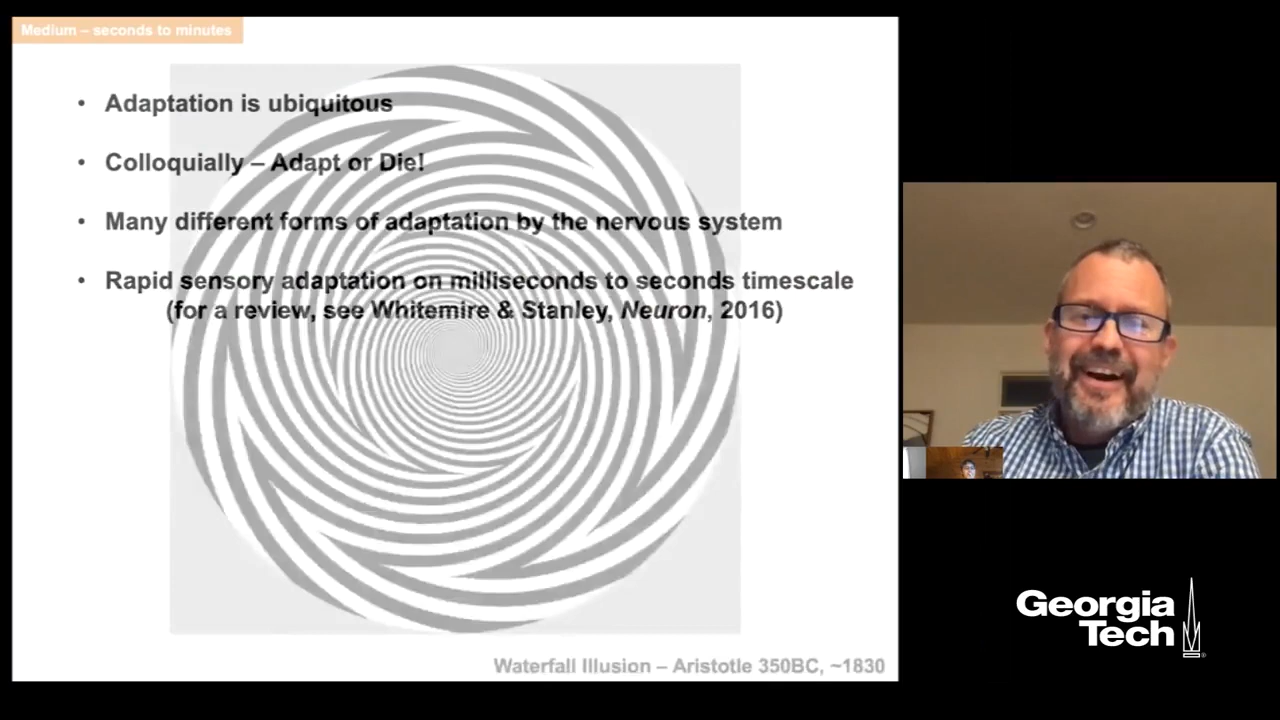 Medium – seconds to minutes
• Adaptation is ubiquitous
• Colloquially – Adapt or Die!
• Many different forms of adaptation by the nervous system
• Rapid sensory adaptation on milliseconds to seconds timescale
(for a review, see Whitemire & Stanley, Neuron, 2016)
Waterfall Illusion – Aristotle 350BC, ~1830
Georgia
Tech